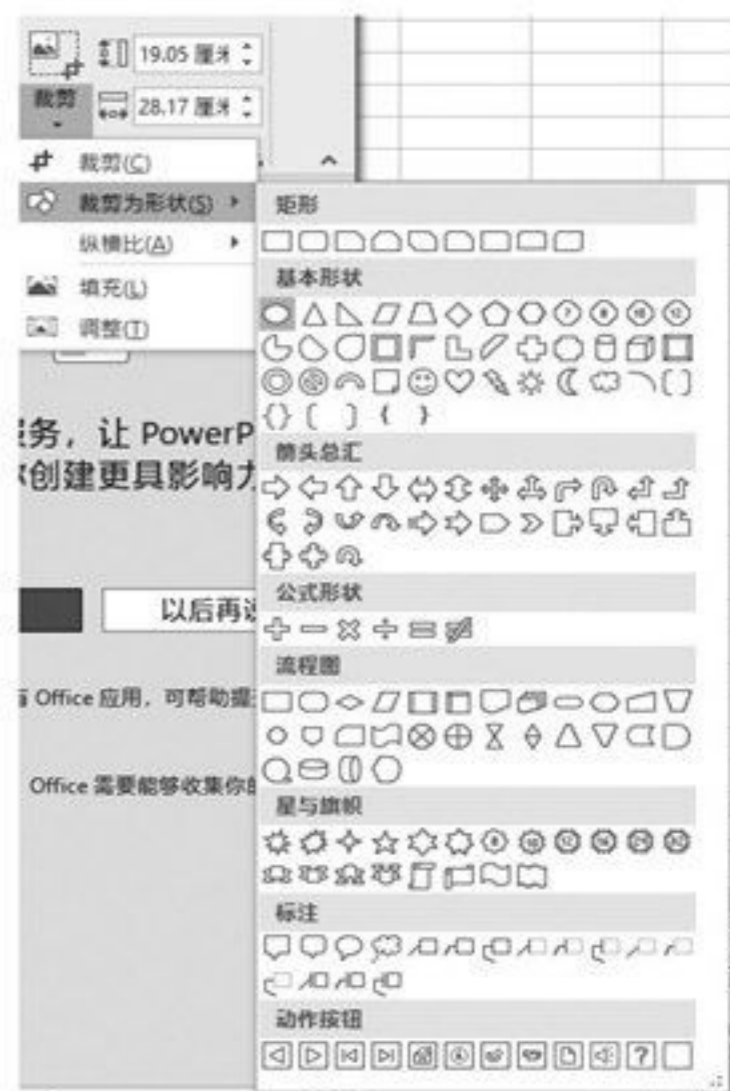 19.05 厘米
裁剪
28.17 厘米
裁剪(C)
裁剪为形状(S)
纵横比(A)
填充(L)
调整(T)
矩形
基本形状
务，让 PowerP
创建更具影响力
箭头总汇
公式形状
以后再说
流程图
Office 应用，可帮助提
Office 需要能够收集你的
星与旗帜
标注
动作按钮